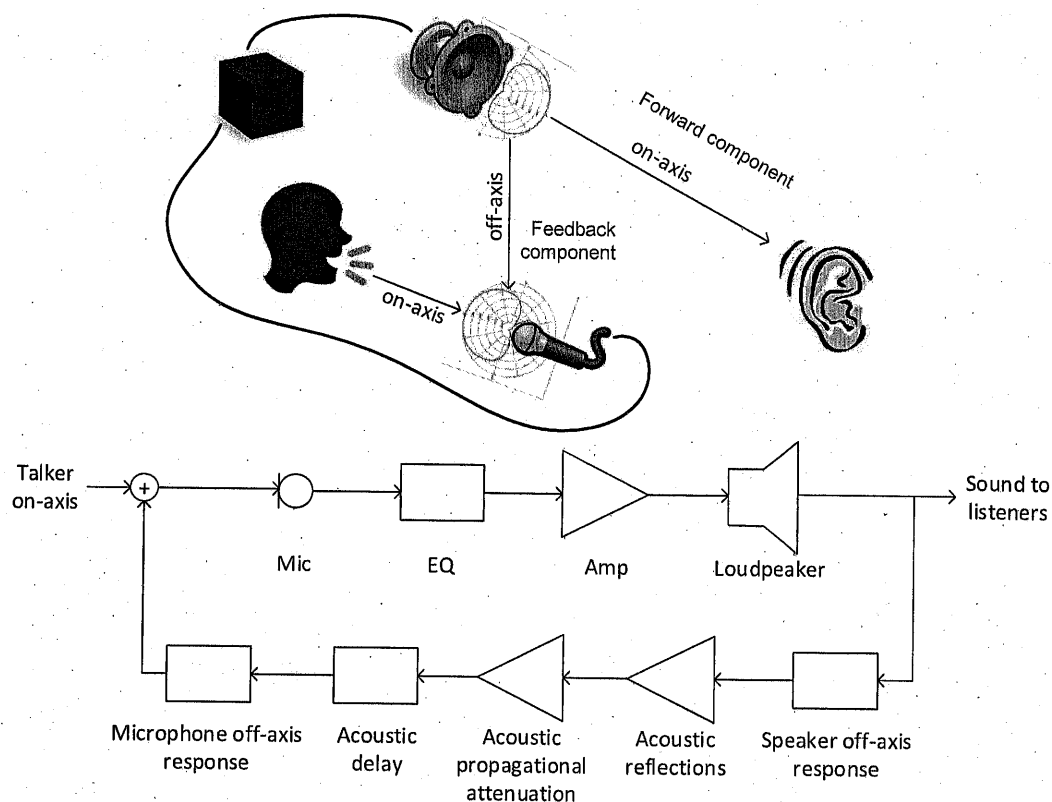 Forward component
on-axis
off-axis
Feedback
component
on-axis
Talker
on-axis
+
Sound to
listeners
Mic
EQ
Amp
Loudpeaker
Microphone off-axis
response
Acoustic
delay
Acoustic
propagational
attenuation
Acoustic
reflections
Speaker off-axis
response